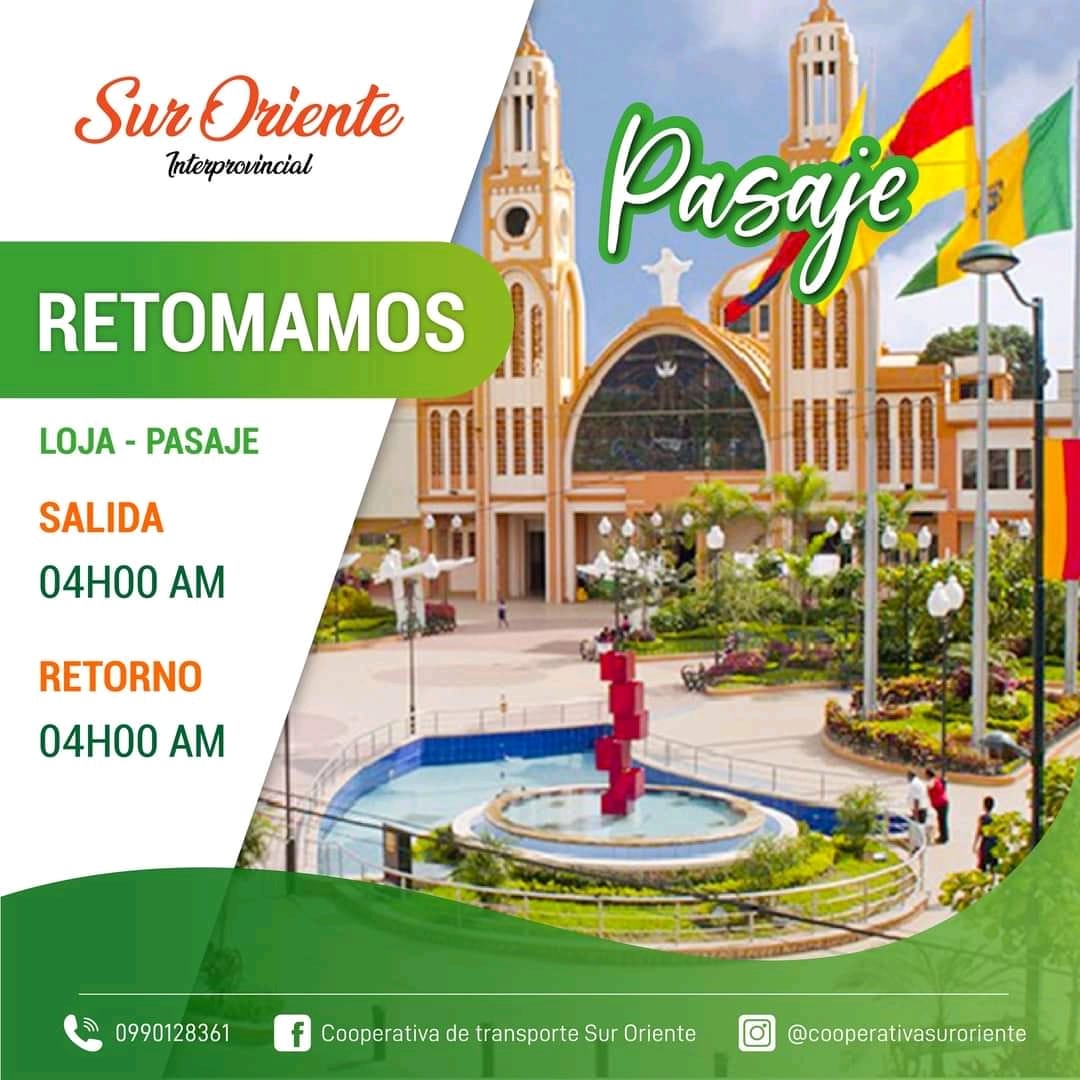 Sur Oriente
Interprovincial
Pasaje
RETOMAMOS
LOJA - PASAJE
SALIDA
04H00 AM
RETORNO
04H00 AM
0990128361
Cooperativa de transporte Sur Oriente
@cooperativasuroriente